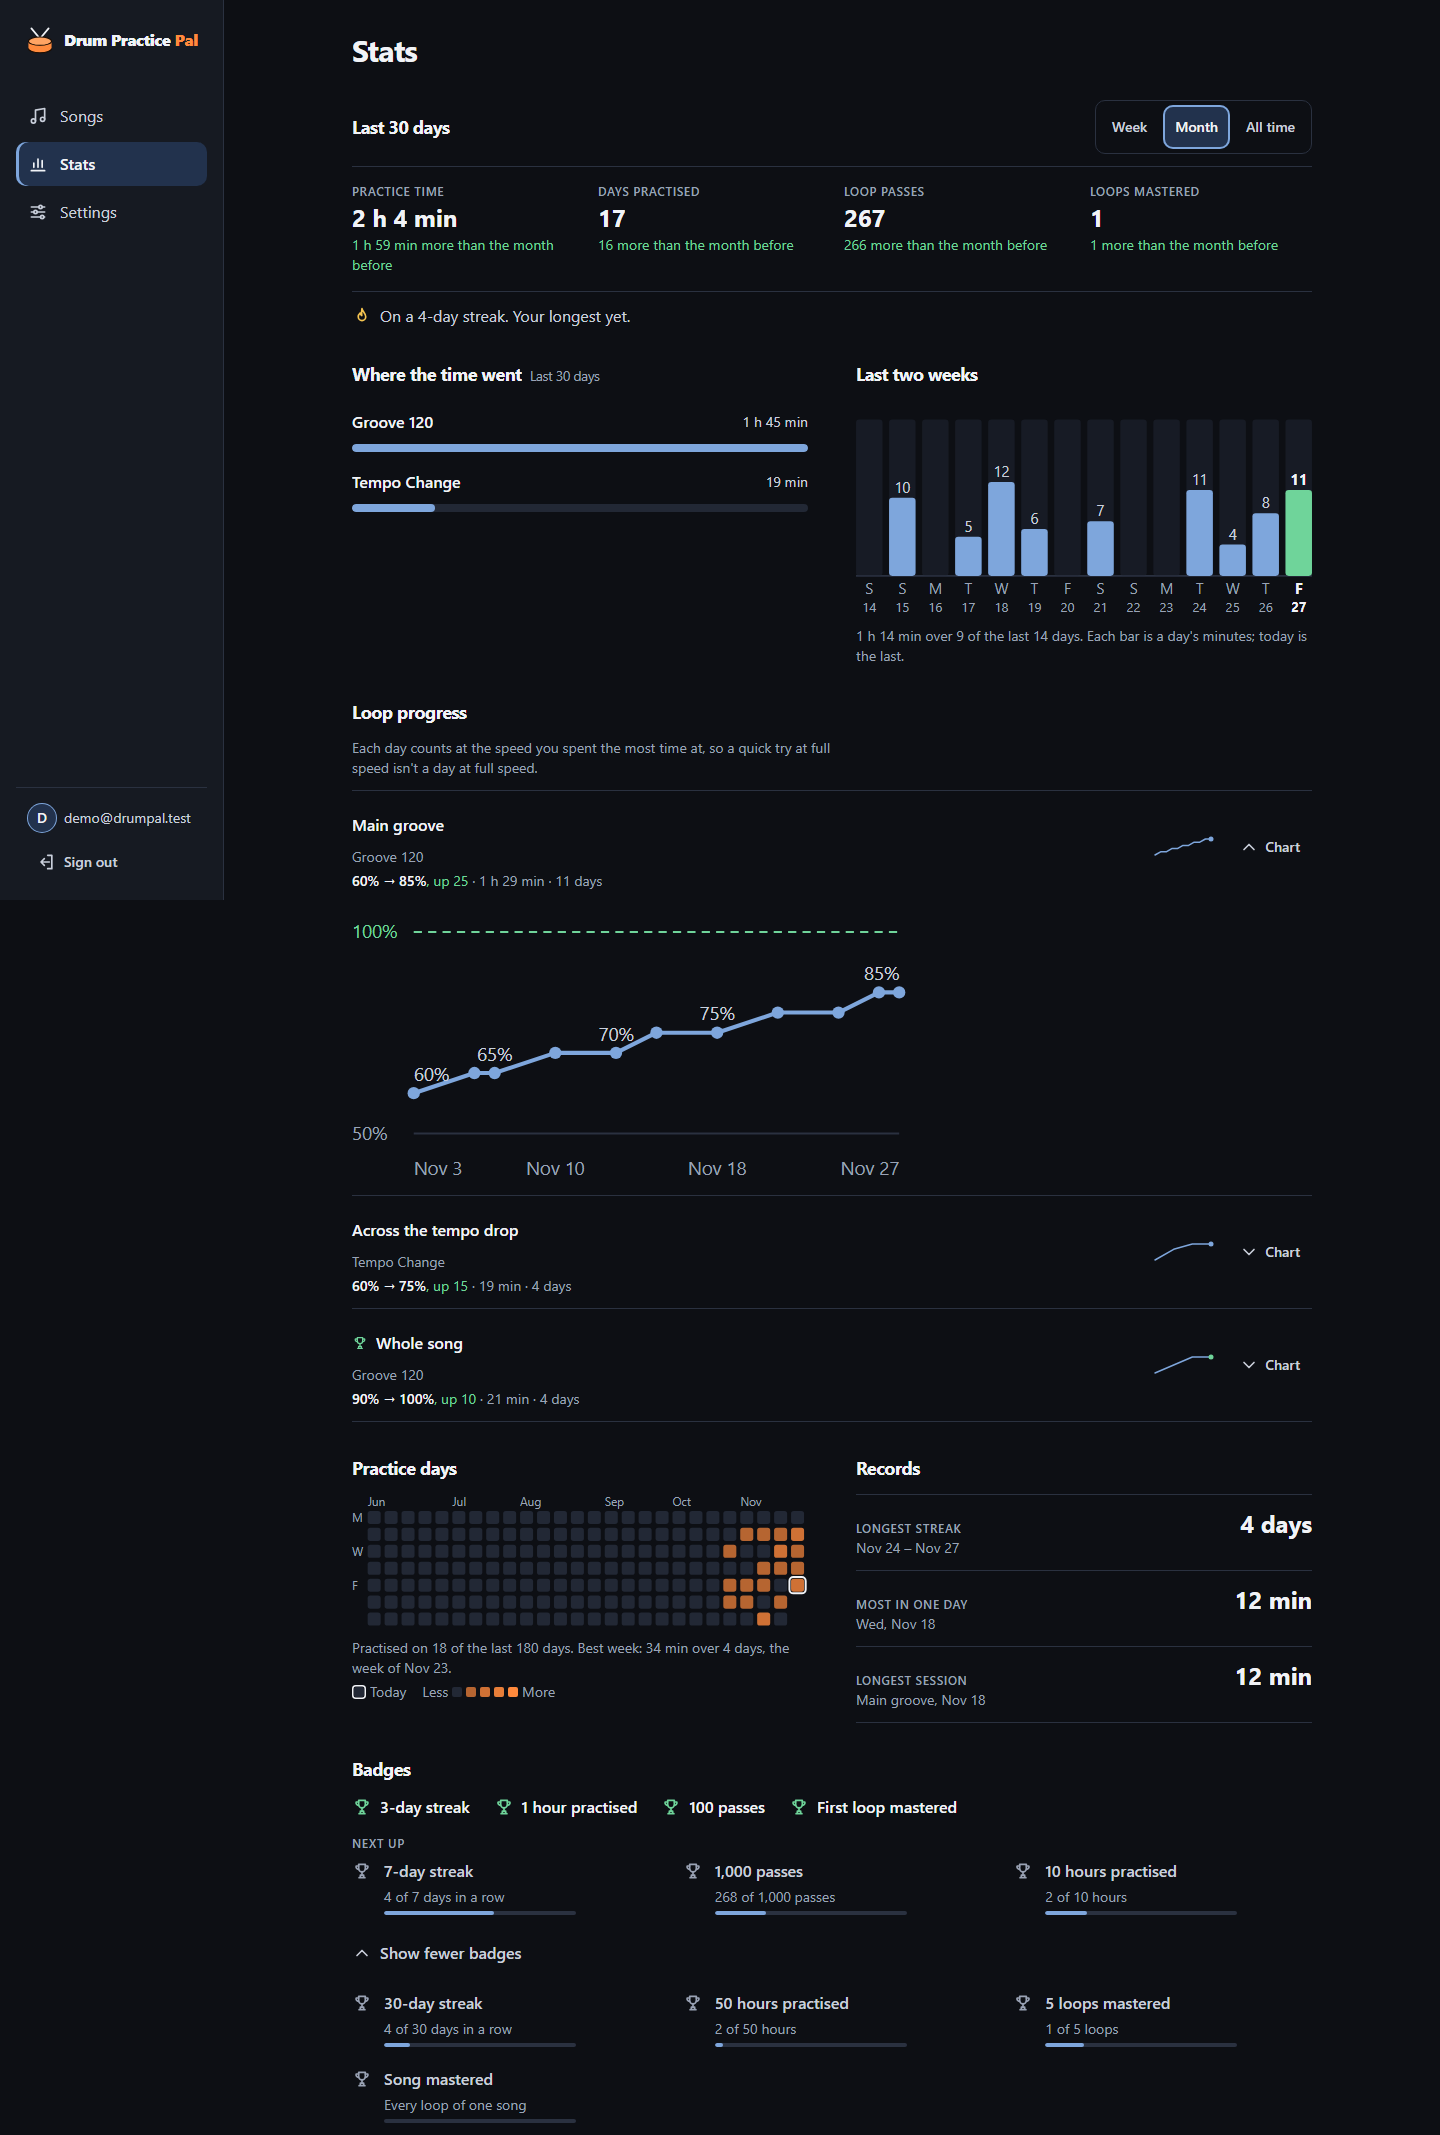 Drum Practice Pal
Songs
Stats
Settings
demo@drumpal.test
D
Sign out
Stats
Last 30 days
Week Month All time
PRACTICE TIME
2 h 4 min
1 h 59 min more than the month
before
DAYS PRACTISED
17
16 more than the month before
LOOP PASSES
267
266 more than the month before
LOOPS MASTERED
1
1 more than the month before
On a 4-day streak. Your longest yet.
Where the time went Last 30 days
Groove 120 1 h 45 min
Tempo Change 19 min
Last two weeks
10 5 12 6 7 11 4 8 11
S S M T W T F S S M T W T F
14 15 16 17 18 19 20 21 22 23 24 25 26 27
1 h 14 min over 9 of the last 14 days. Each bar is a day's minutes; today is
the last.
Loop progress
Each day counts at the speed you spent the most time at, so a quick try at full
speed isn't a day at full speed.
Main groove
Groove 120
60% → 85%, up 25 · 1 h 29 min · 11 days
Chart
100%
85%
75%
70%
65%
60%
50%
Nov 3 Nov 10 Nov 18 Nov 27
Across the tempo drop
Tempo Change
60% → 75%, up 15 · 19 min · 4 days
Chart
Whole song
Groove 120
90% → 100%, up 10 · 21 min · 4 days
Chart
Practice days
Jun Jul Aug Sep Oct Nov
M
W
F
Practised on 18 of the last 180 days. Best week: 34 min over 4 days, the
week of Nov 23.
Today Less More
Records
LONGEST STREAK
Nov 24 – Nov 27
4 days
MOST IN ONE DAY
Wed, Nov 18
12 min
LONGEST SESSION
Main groove, Nov 18
12 min
Badges
3-day streak 1 hour practised 100 passes First loop mastered
NEXT UP
7-day streak
4 of 7 days in a row
1,000 passes
268 of 1,000 passes
10 hours practised
2 of 10 hours
Show fewer badges
30-day streak
4 of 30 days in a row
50 hours practised
2 of 50 hours
5 loops mastered
1 of 5 loops
Song mastered
Every loop of one song